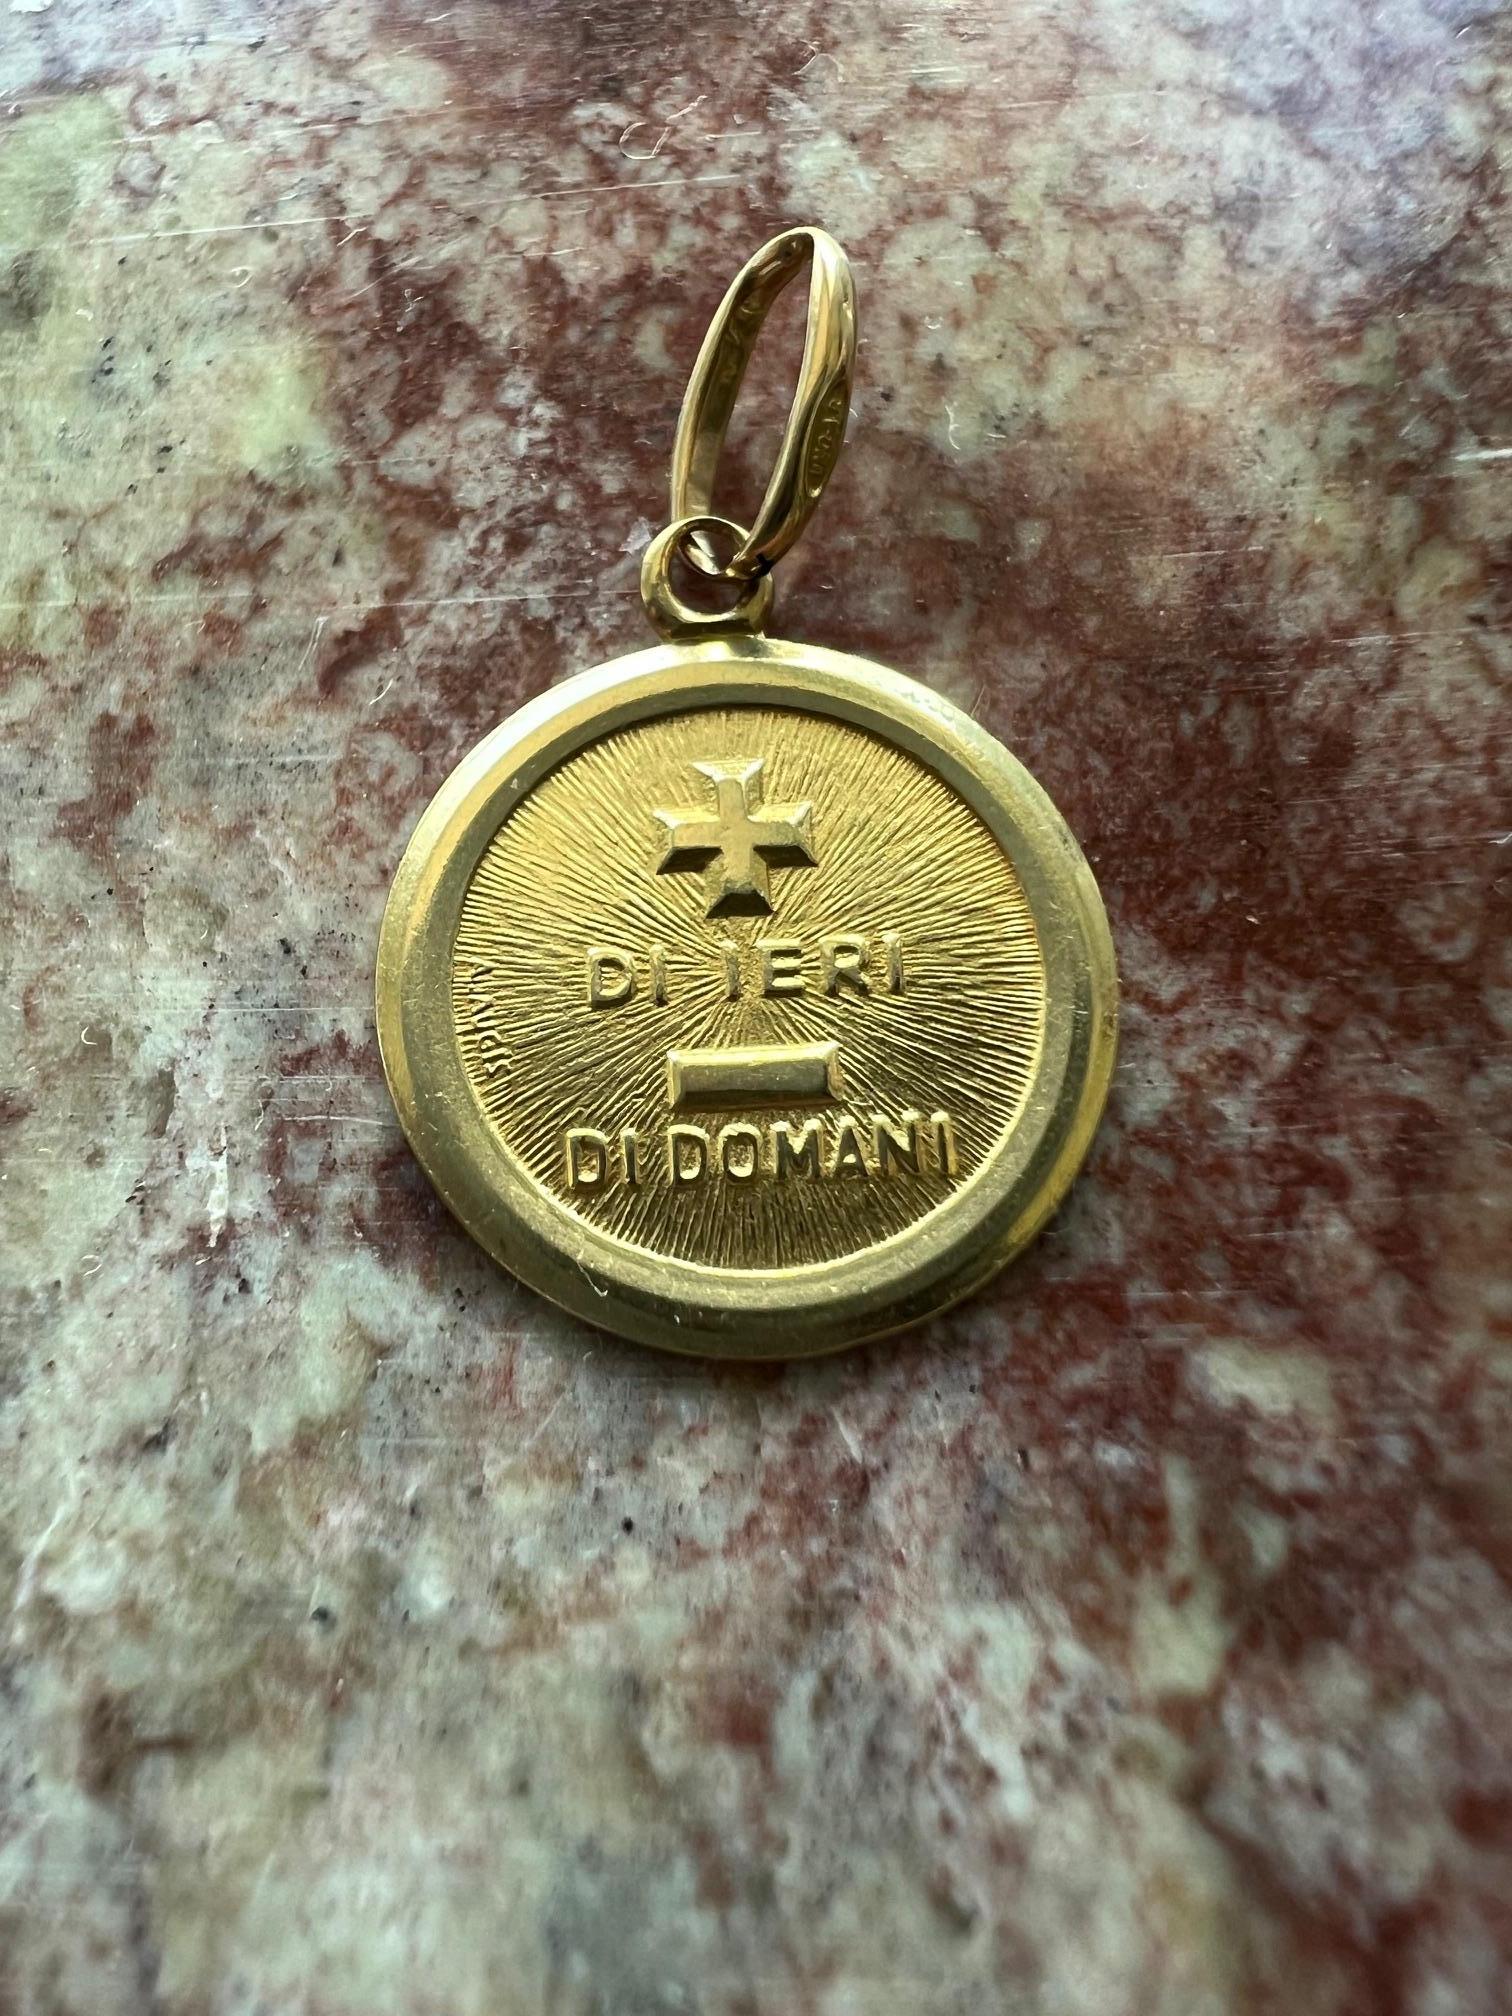 +
DI IERI
–
DI DOMANI